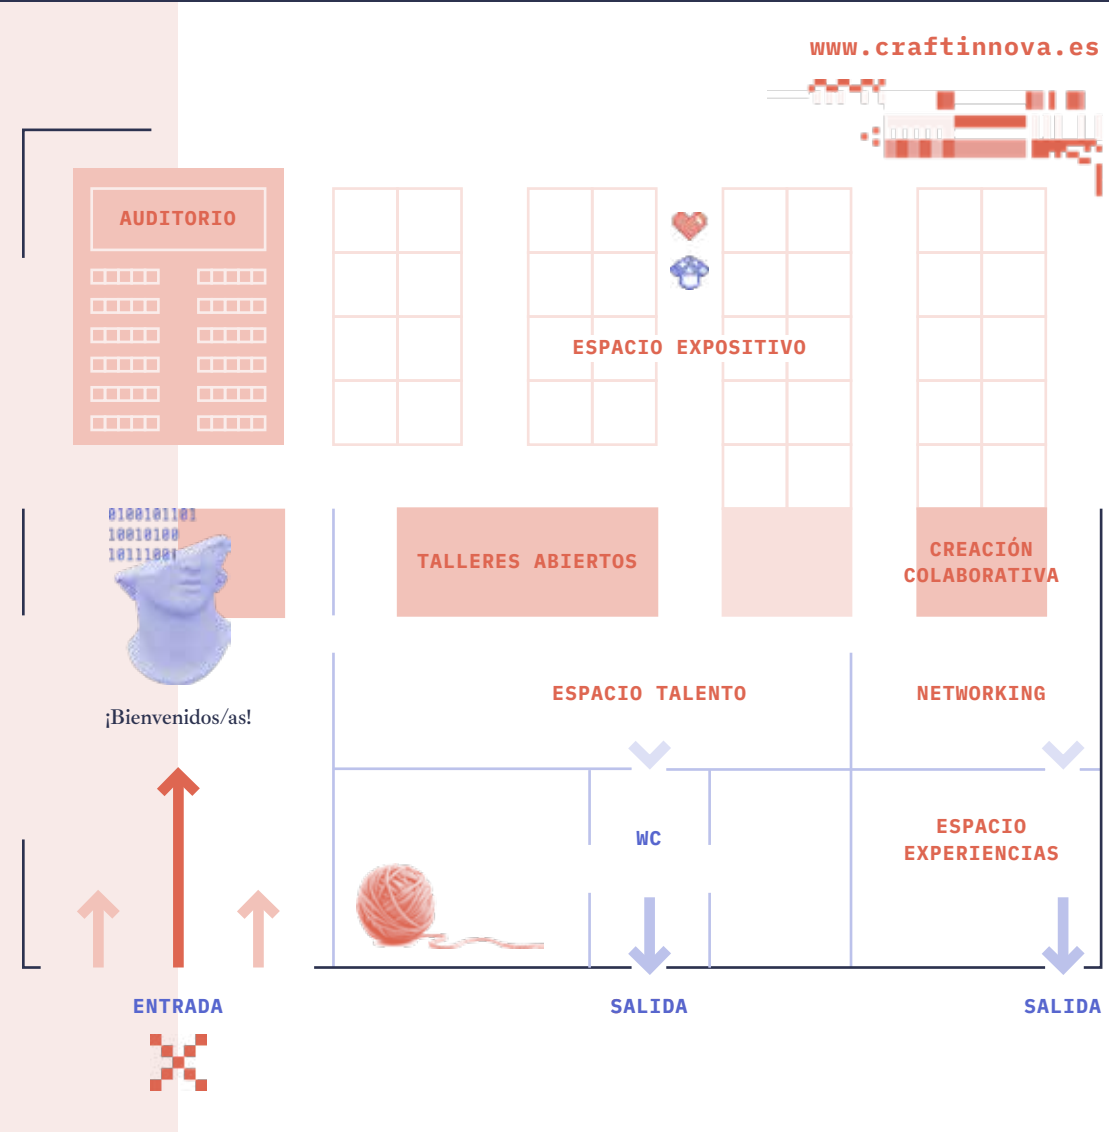 www.craftinnova.es
AUDITORIO
ESPACIO EXPOSITIVO
0100101101
10010100
10111001
TALLERES ABIERTOS
CREACIÓN
COLABORATIVA
ESPACIO TALENTO
NETWORKING
¡Bienvenidos/as!
WC
ESPACIO
EXPERIENCIAS
ENTRADA
SALIDA
SALIDA